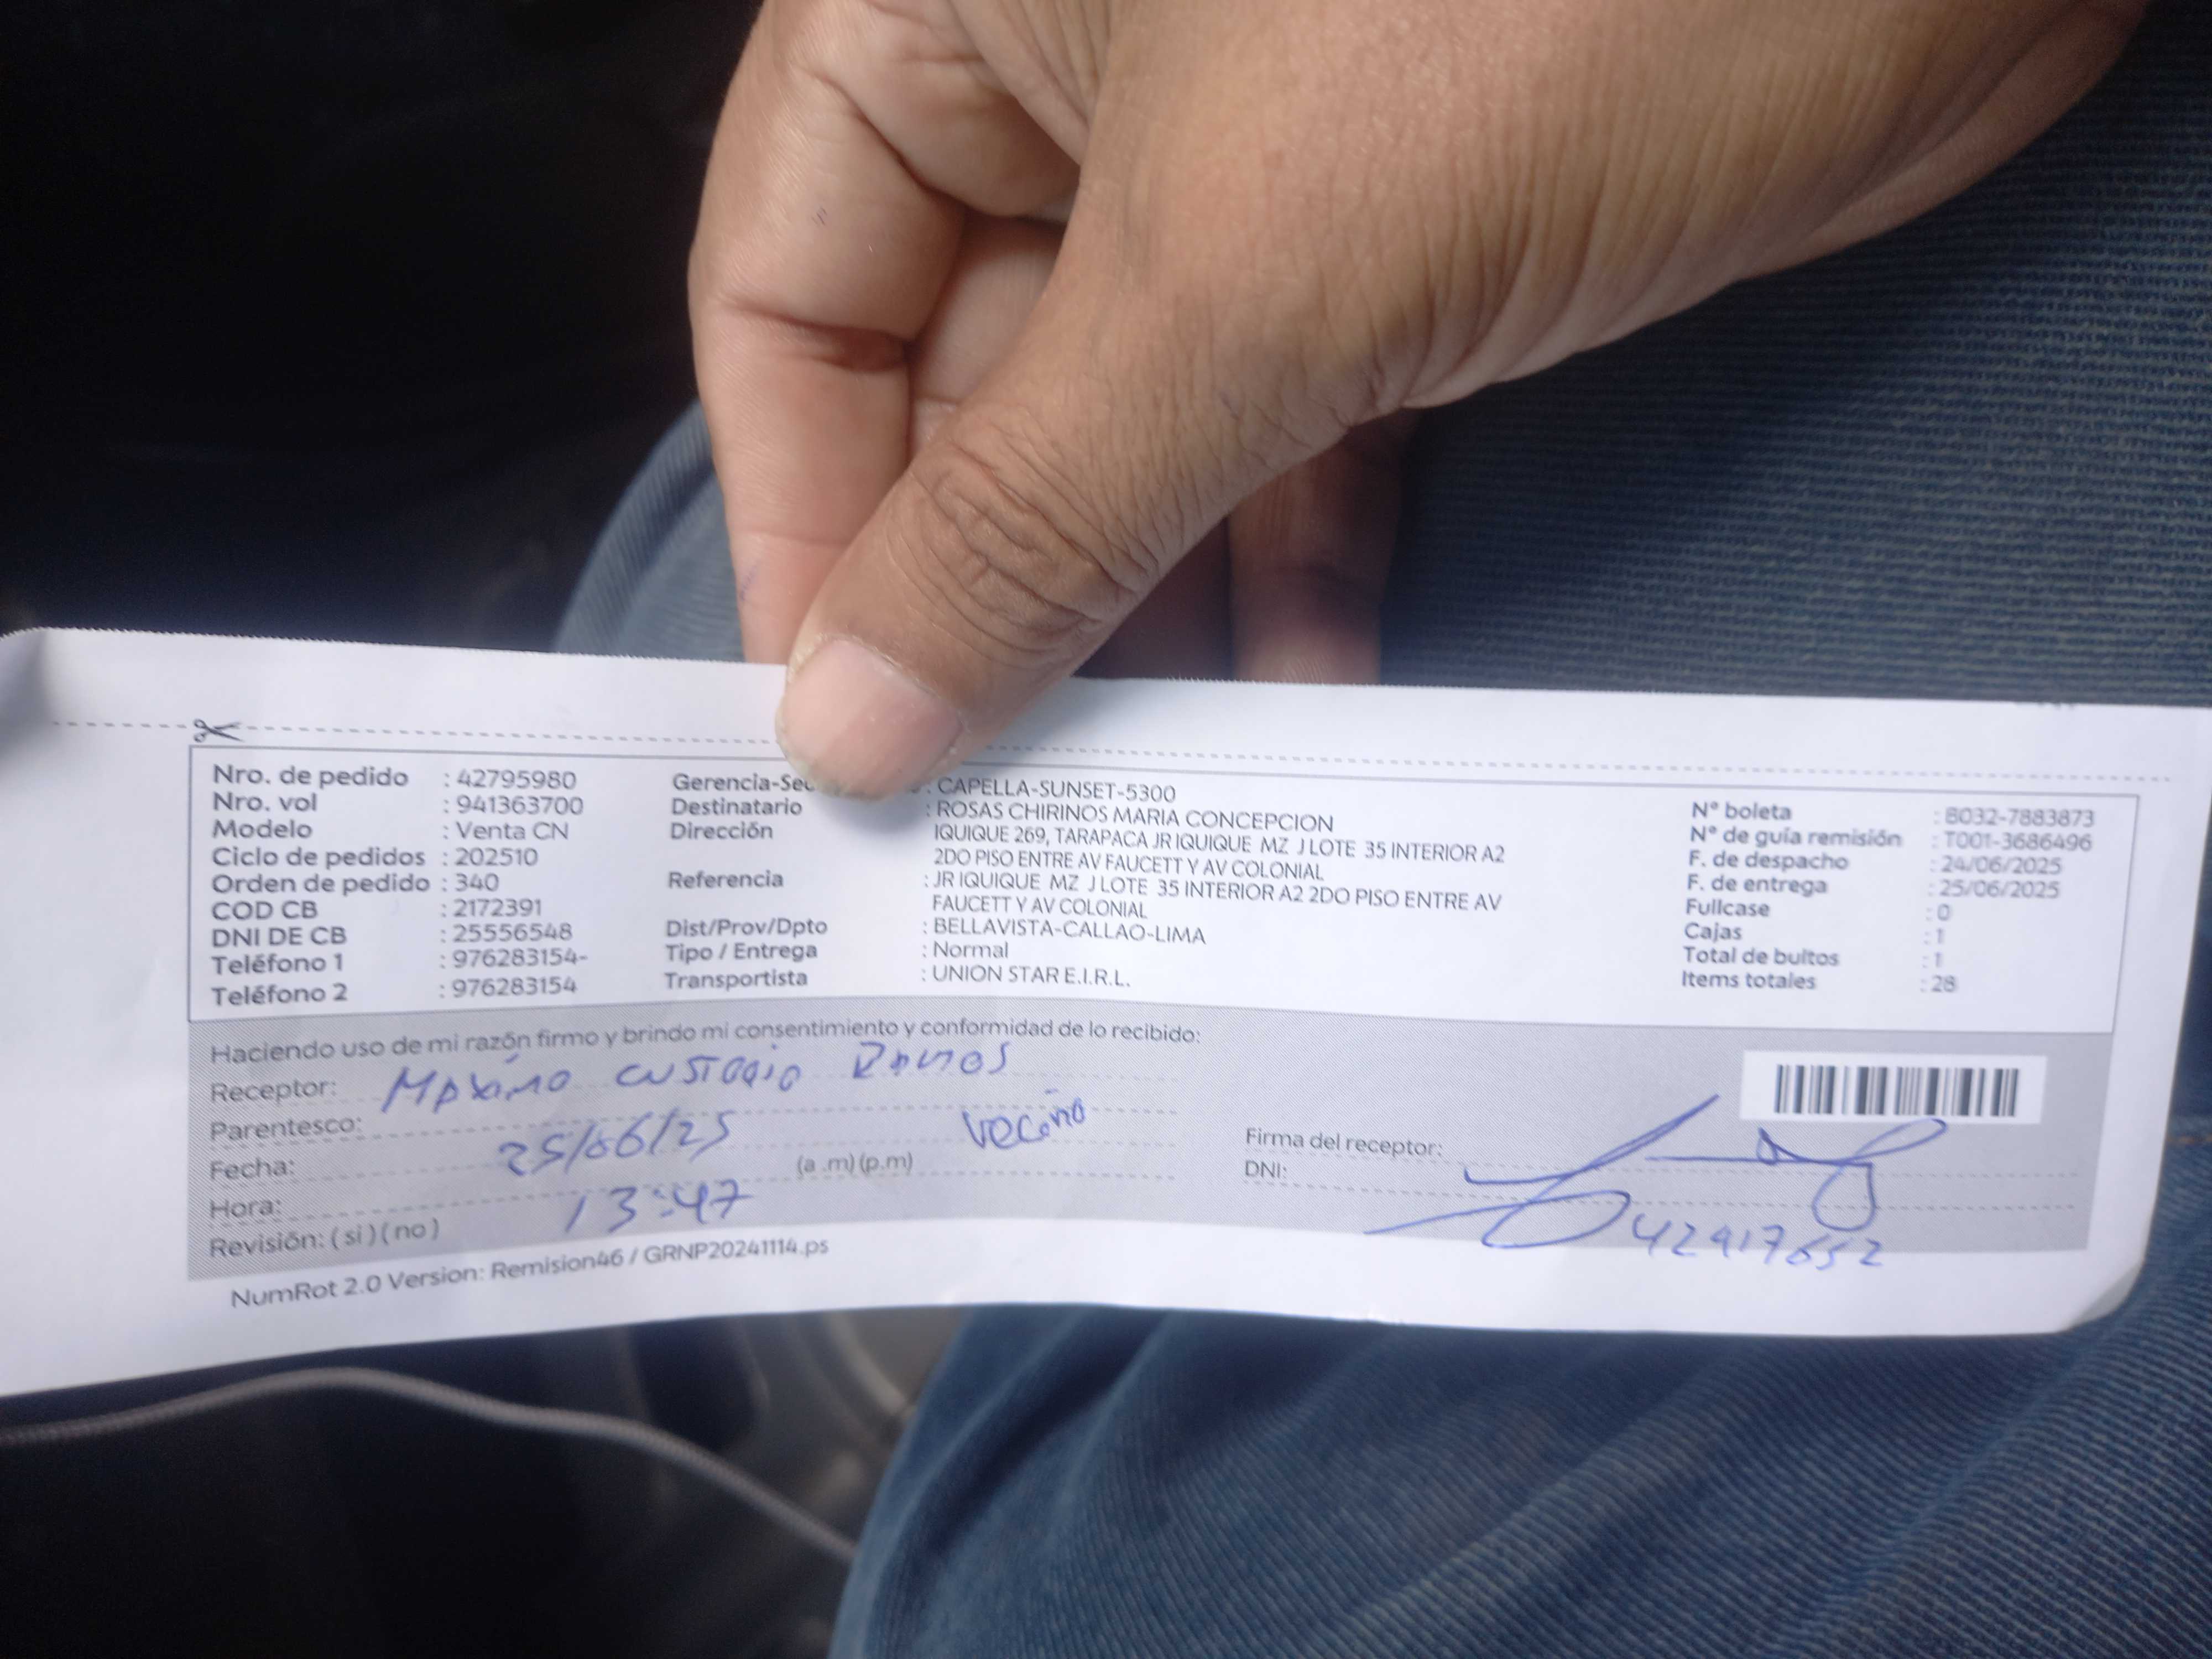 Nro. de pedido : 42795980
Nro. vol : 941363700
Modelo : Venta CN
Ciclo de pedidos : 202510
Orden de pedido : 340
COD CB : 2172391
DNI DE CB : 25556548
Teléfono 1 : 976283154-
Teléfono 2 : 976283154
Gerencia-Sec : CAPELLA-SUNSET-5300
Destinatario : ROSAS CHIRINOS MARIA CONCEPCION
Dirección IQUIQUE 269, TARAPACA JR IQUIQUE MZ J LOTE 35 INTERIOR A2
2DO PISO ENTRE AV FAUCETT Y AV COLONIAL
Referencia : JR IQUIQUE MZ J LOTE 35 INTERIOR A2 2DO PISO ENTRE AV
FAUCETT Y AV COLONIAL
Dist/Prov/Dpto : BELLAVISTA-CALLAO-LIMA
Tipo / Entrega : Normal
Transportista : UNION STAR E.I.R.L.
N° boleta : B032-7883873
N° de guía remisión : T001-3686496
F. de despacho : 24/06/2025
F. de entrega : 25/06/2025
Fullcase : 0
Cajas : 1
Total de bultos : 1
Items totales : 28
Haciendo uso de mi razón firmo y brindo mi consentimiento y conformidad de lo recibido:
Receptor: Máximo Custodio Ramos
Parentesco: vecino
Fecha: 25/06/25
Hora: 13:47 (a .m) (p.m)
Revisión: ( si ) ( no )
Firma del receptor:
DNI: 42917652
NumRot 2.0 Version: Remision46 / GRNP20241114.ps